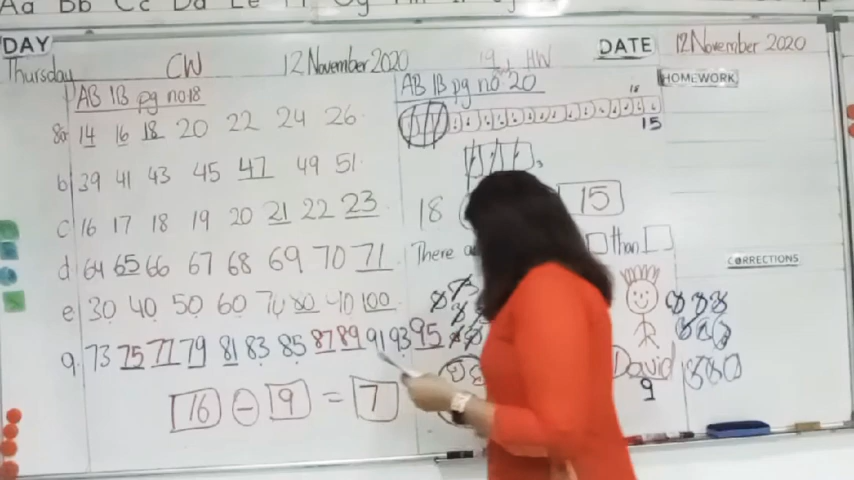 Aa Bb Cc Dd Ee
DAY
Thursday CW 12 November 2020 HW DATE 12 November 2020
AB 1B pg no 18
8a 14 16 18 20 22 24 26
b 39 41 43 45 47 49 51
c 16 17 18 19 20 21 22 23
d 64 65 66 67 68 69 70 71
e 30 40 50 60 70 80 90 100
9. 73 75 77 79 81 83 85 87 89 91 93 95
16 - 9 = 7
AB 1B pg no 20
18
15
18 15
There than
David
9
HOMEWORK
CORRECTIONS